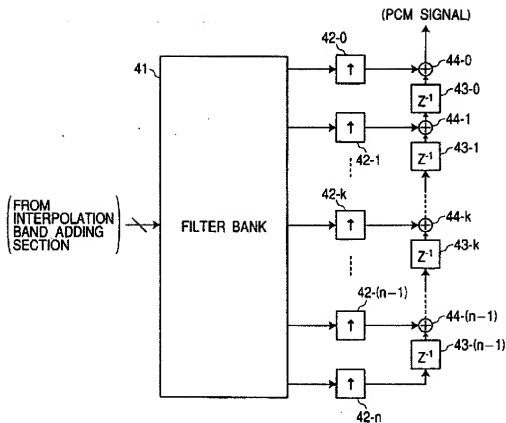 (PCM SIGNAL)
42-0
41
44-0
↑
43-0
Z⁻¹
44-1
↑
43-1
42-1
Z⁻¹
(FROM
INTERPOLATION
BAND ADDING
SECTION)
FILTER BANK
42-k
↑
44-k
Z⁻¹
43-k
42-(n−1)
↑
44-(n−1)
43-(n−1)
Z⁻¹
↑
42-n